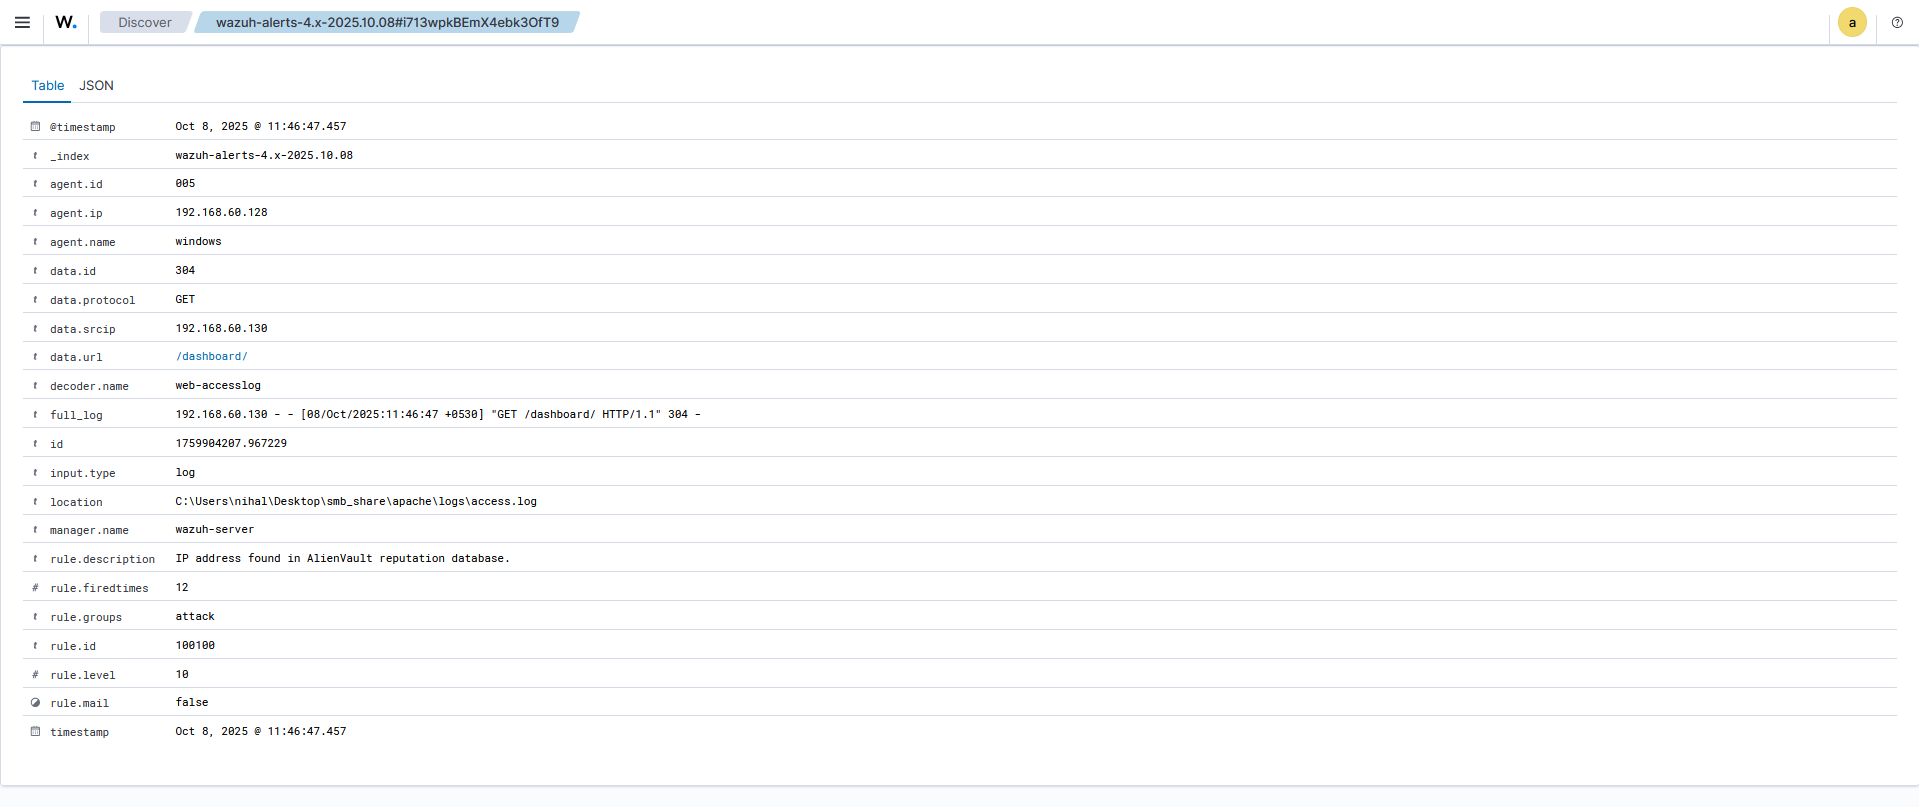 W. Discover wazuh-alerts-4.x-2025.10.08#i713wpkBEmX4ebk3OfT9 a
Table JSON
@timestamp Oct 8, 2025 @ 11:46:47.457
t _index wazuh-alerts-4.x-2025.10.08
t agent.id 005
t agent.ip 192.168.60.128
t agent.name windows
t data.id 304
t data.protocol GET
t data.srcip 192.168.60.130
t data.url /dashboard/
t decoder.name web-accesslog
t full_log 192.168.60.130 - - [08/Oct/2025:11:46:47 +0530] "GET /dashboard/ HTTP/1.1" 304 -
t id 1759904207.967229
t input.type log
t location C:\Users\nihal\Desktop\smb_share\apache\logs\access.log
t manager.name wazuh-server
t rule.description IP address found in AlienVault reputation database.
# rule.firedtimes 12
t rule.groups attack
t rule.id 100100
# rule.level 10
rule.mail false
timestamp Oct 8, 2025 @ 11:46:47.457